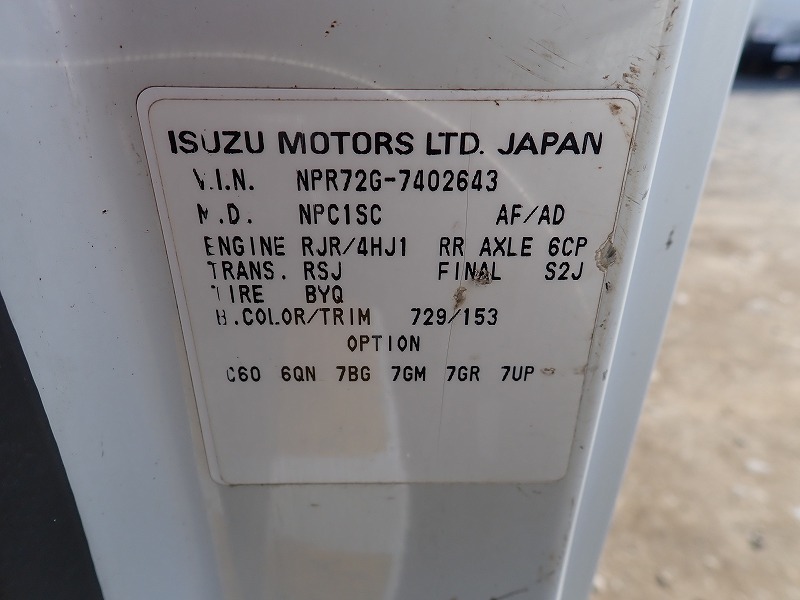 ISUZU MOTORS LTD. JAPAN
V.I.N. NPR72G-7402643
M.D. NPC1SC AF/AD
ENGINE RJR/4HJ1 RR AXLE 6CP
TRANS. RSJ FINAL S2J
TIRE BYQ
B.COLOR/TRIM 729/153
OPTION
C60 6QN 7BG 7GM 7GR 7UP